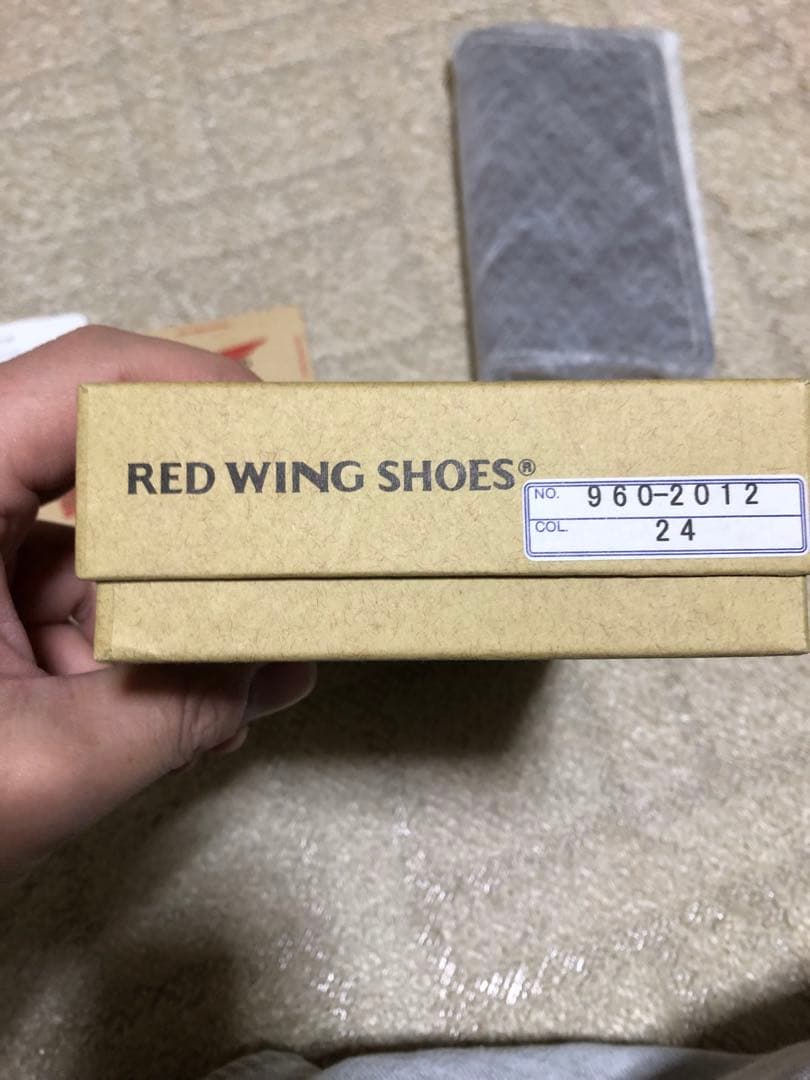 RED WING SHOES®
NO. 960-2012
COL. 24